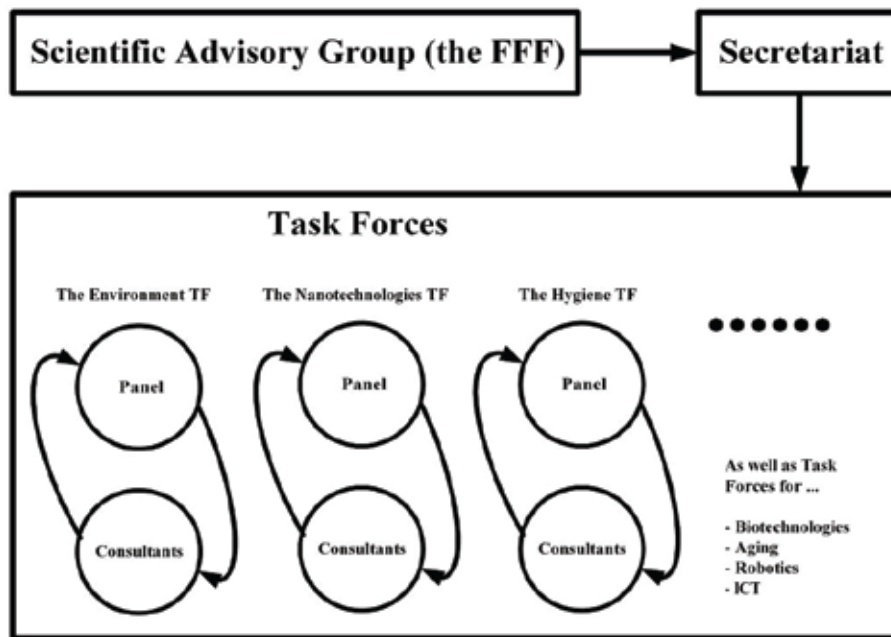 Scientific Advisory Group (the FFF)
Secretariat
Task Forces
The Environment TF
The Nanotechnologies TF
The Hygiene TF
Panel
Panel
Panel
Consultants
Consultants
Consultants
As well as Task
Forces for ...
- Biotechnologies
- Aging
- Robotics
- ICT